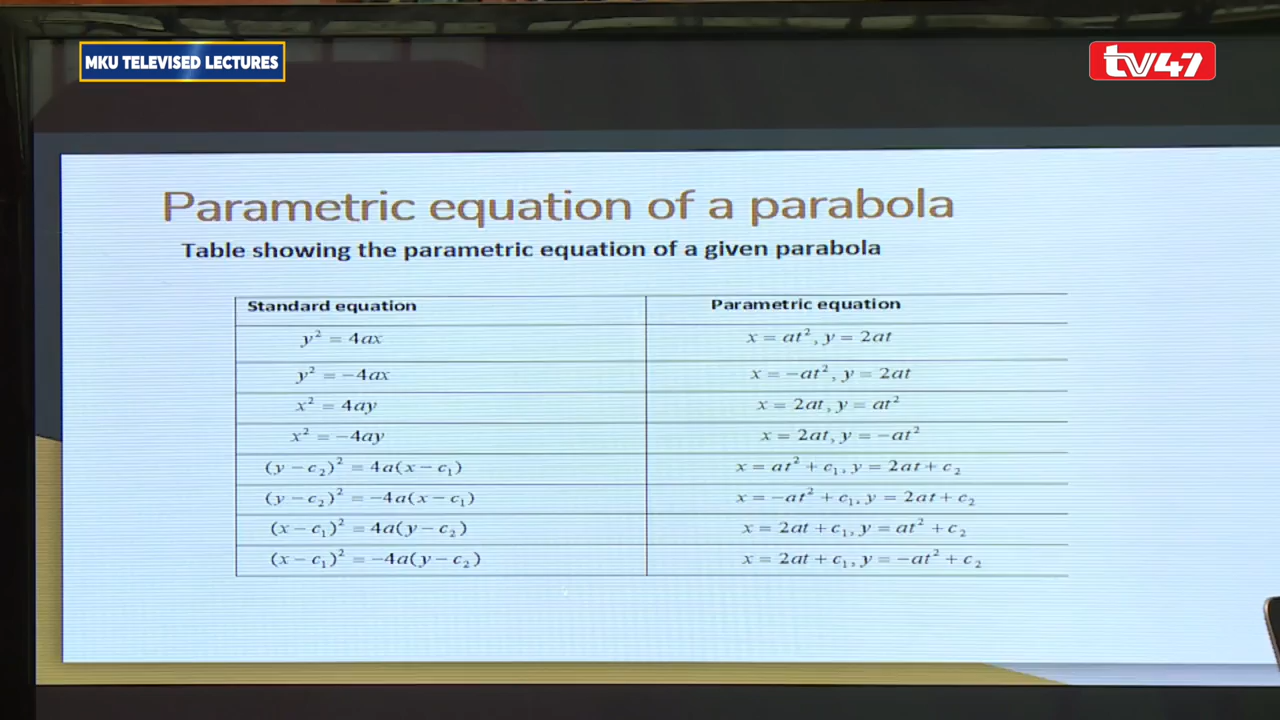 MKU TELEVISED LECTURES
tv47
Parametric equation of a parabola
Table showing the parametric equation of a given parabola
Standard equation Parametric equation
y² = 4ax x = at², y = 2at
y² = −4ax x = −at², y = 2at
x² = 4ay x = 2at, y = at²
x² = −4ay x = 2at, y = −at²
(y − c₂)² = 4a(x − c₁) x = at² + c₁, y = 2at + c₂
(y − c₂)² = −4a(x − c₁) x = −at² + c₁, y = 2at + c₂
(x − c₁)² = 4a(y − c₂) x = 2at + c₁, y = at² + c₂
(x − c₁)² = −4a(y − c₂) x = 2at + c₁, y = −at² + c₂